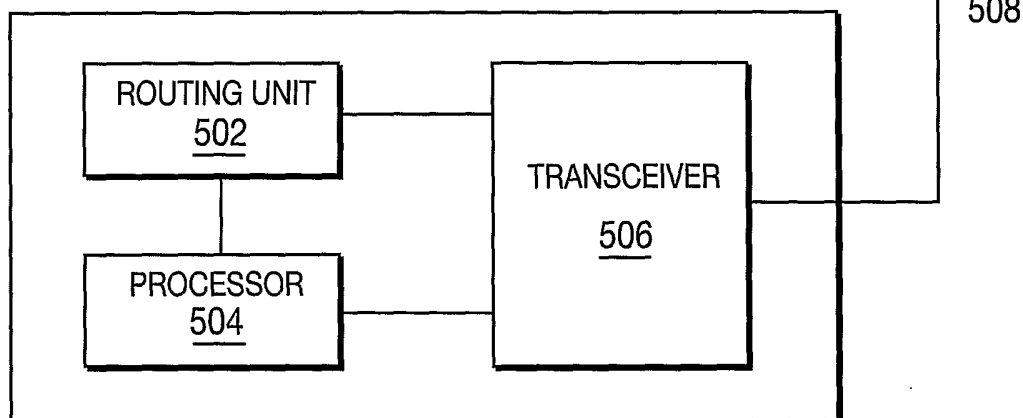 508
ROUTING UNIT
502
TRANSCEIVER
506
PROCESSOR
504